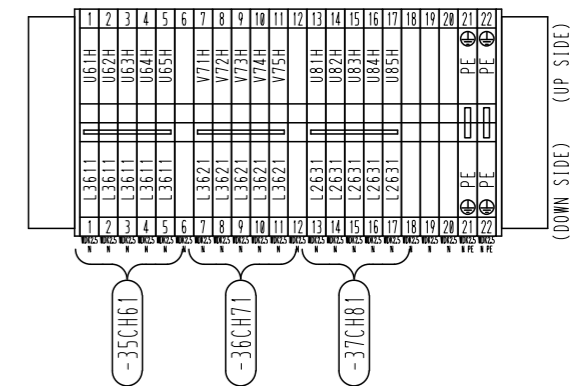 1 2 3 4 5 6 7 8 9 10 11 12 13 14 15 16 17 18 19 20 21 22
U61H U62H U63H U64H U65H V71H V72H V73H V74H V75H U81H U82H U83H U84H U85H PE PE
(UP SIDE)
L3611 L3611 L3611 L3611 L3611 L3621 L3621 L3621 L3621 L3621 L2631 L2631 L2631 L2631 L2631 PE PE
(DOWN SIDE)
1 2 3 4 5 6 7 8 9 10 11 12 13 14 15 16 17 18 19 20 21 22
N N N N N N N N N N N N N N N N N N N N N PE N PE
-35CH61
-36CH71
-37CH81